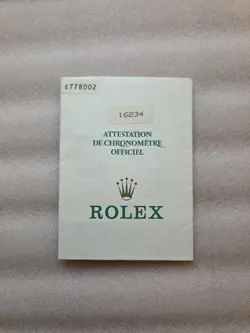 E778002
16234
ATTESTATION
DE CHRONOMÈTRE
OFFICIEL
ROLEX